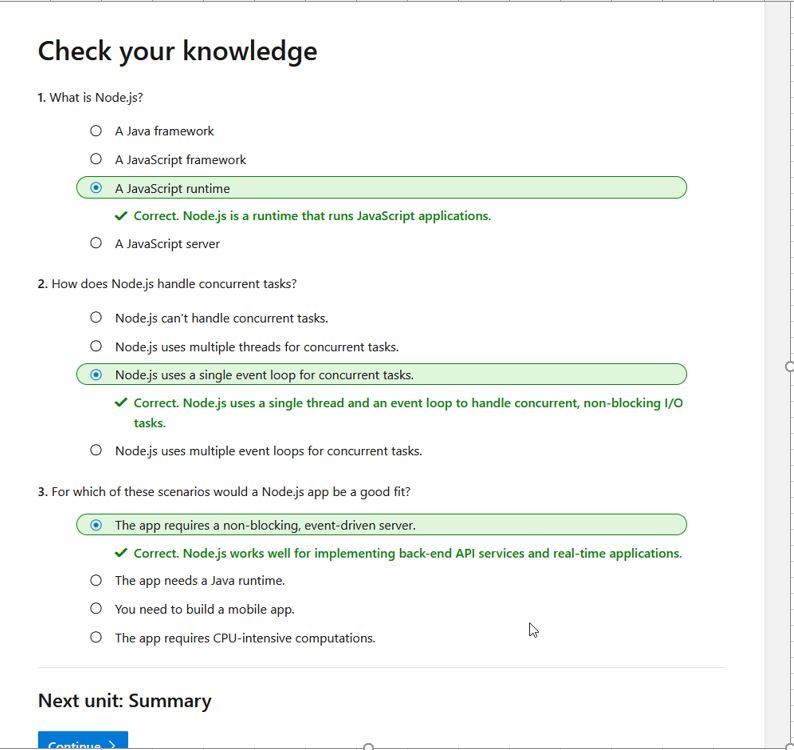 Check your knowledge
1. What is Node.js?
A Java framework
A JavaScript framework
A JavaScript runtime
Correct. Node.js is a runtime that runs JavaScript applications.
A JavaScript server
2. How does Node.js handle concurrent tasks?
Node.js can't handle concurrent tasks.
Node.js uses multiple threads for concurrent tasks.
Node.js uses a single event loop for concurrent tasks.
Correct. Node.js uses a single thread and an event loop to handle concurrent, non-blocking I/O
tasks.
Node.js uses multiple event loops for concurrent tasks.
3. For which of these scenarios would a Node.js app be a good fit?
The app requires a non-blocking, event-driven server.
Correct. Node.js works well for implementing back-end API services and real-time applications.
The app needs a Java runtime.
You need to build a mobile app.
The app requires CPU-intensive computations.
Next unit: Summary
Continue